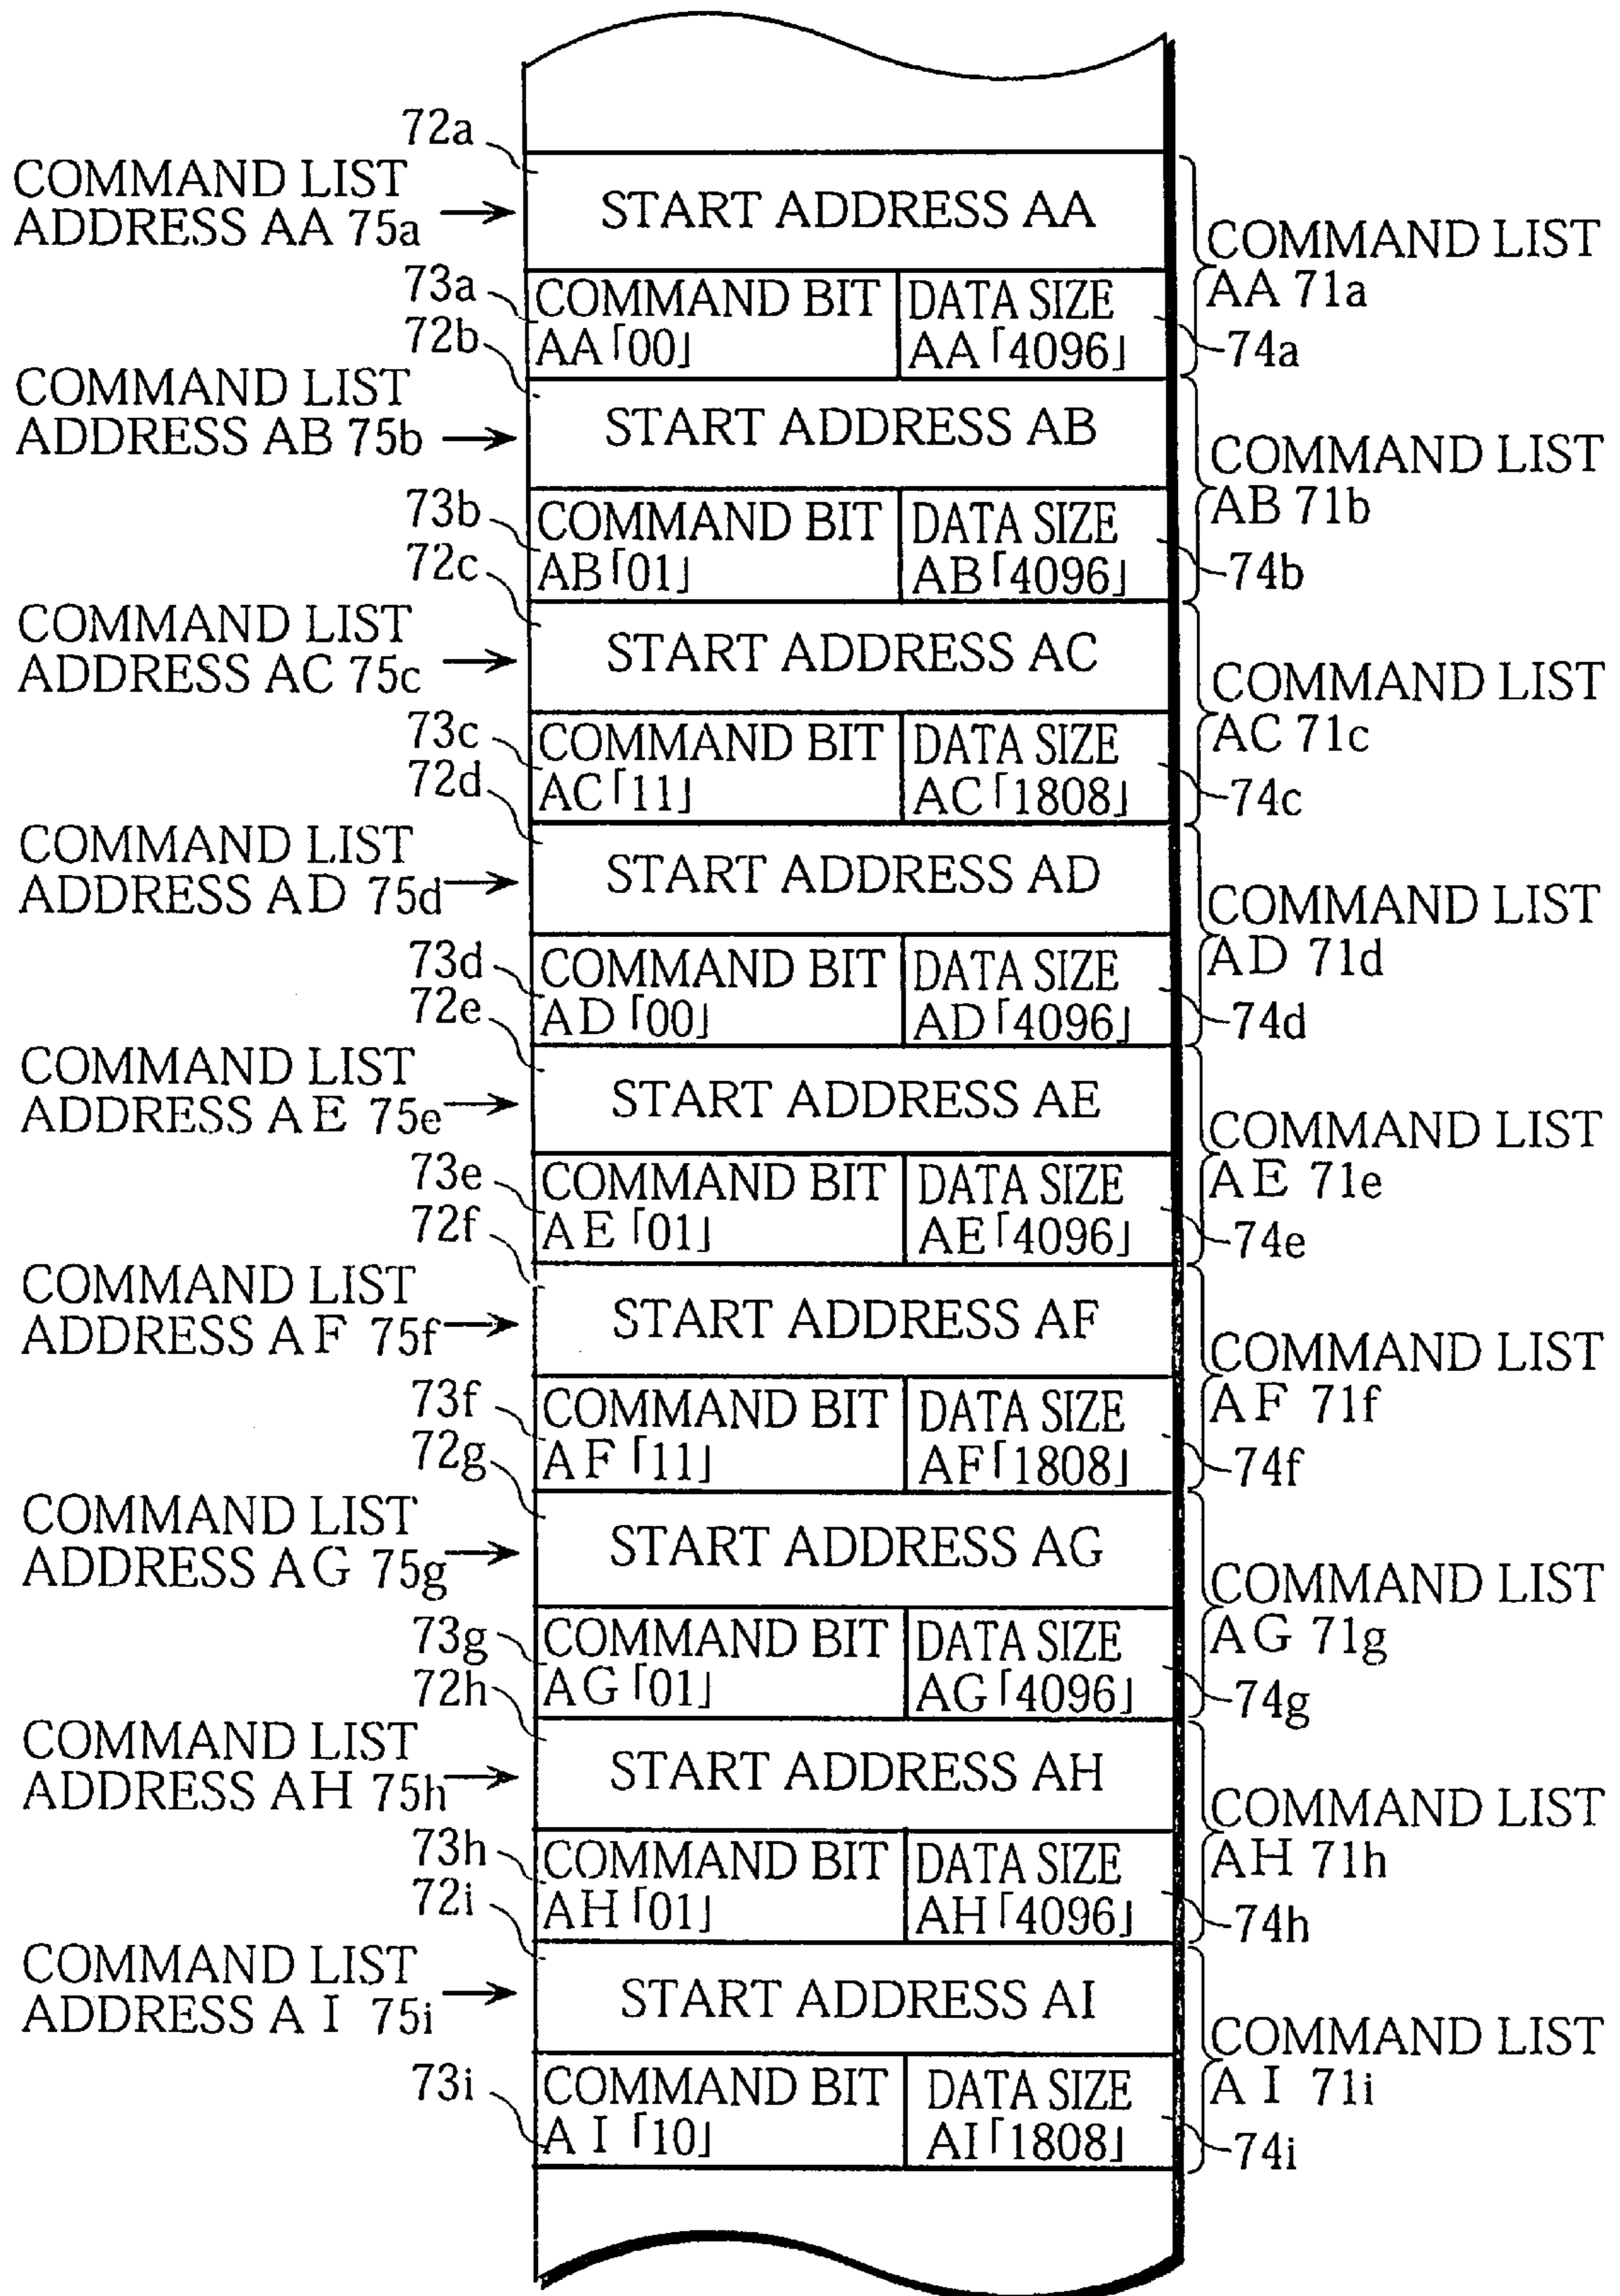 72a
COMMAND LIST
ADDRESS AA 75a
START ADDRESS AA
COMMAND LIST
AA 71a
73a
COMMAND BIT
AA「00」
DATA SIZE
AA「4096」
74a
72b
COMMAND LIST
ADDRESS AB 75b
START ADDRESS AB
COMMAND LIST
AB 71b
73b
COMMAND BIT
AB「01」
DATA SIZE
AB「4096」
74b
72c
COMMAND LIST
ADDRESS AC 75c
START ADDRESS AC
COMMAND LIST
AC 71c
73c
COMMAND BIT
AC「11」
DATA SIZE
AC「1808」
74c
72d
COMMAND LIST
ADDRESS AD 75d
START ADDRESS AD
COMMAND LIST
AD 71d
73d
COMMAND BIT
AD「00」
DATA SIZE
AD「4096」
74d
72e
COMMAND LIST
ADDRESS AE 75e
START ADDRESS AE
COMMAND LIST
AE 71e
73e
COMMAND BIT
AE「01」
DATA SIZE
AE「4096」
74e
72f
COMMAND LIST
ADDRESS AF 75f
START ADDRESS AF
COMMAND LIST
AF 71f
73f
COMMAND BIT
AF「11」
DATA SIZE
AF「1808」
74f
72g
COMMAND LIST
ADDRESS AG 75g
START ADDRESS AG
COMMAND LIST
AG 71g
73g
COMMAND BIT
AG「01」
DATA SIZE
AG「4096」
74g
72h
COMMAND LIST
ADDRESS AH 75h
START ADDRESS AH
COMMAND LIST
AH 71h
73h
COMMAND BIT
AH「01」
DATA SIZE
AH「4096」
74h
72i
COMMAND LIST
ADDRESS AI 75i
START ADDRESS AI
COMMAND LIST
AI 71i
73i
COMMAND BIT
AI「10」
DATA SIZE
AI「1808」
74i